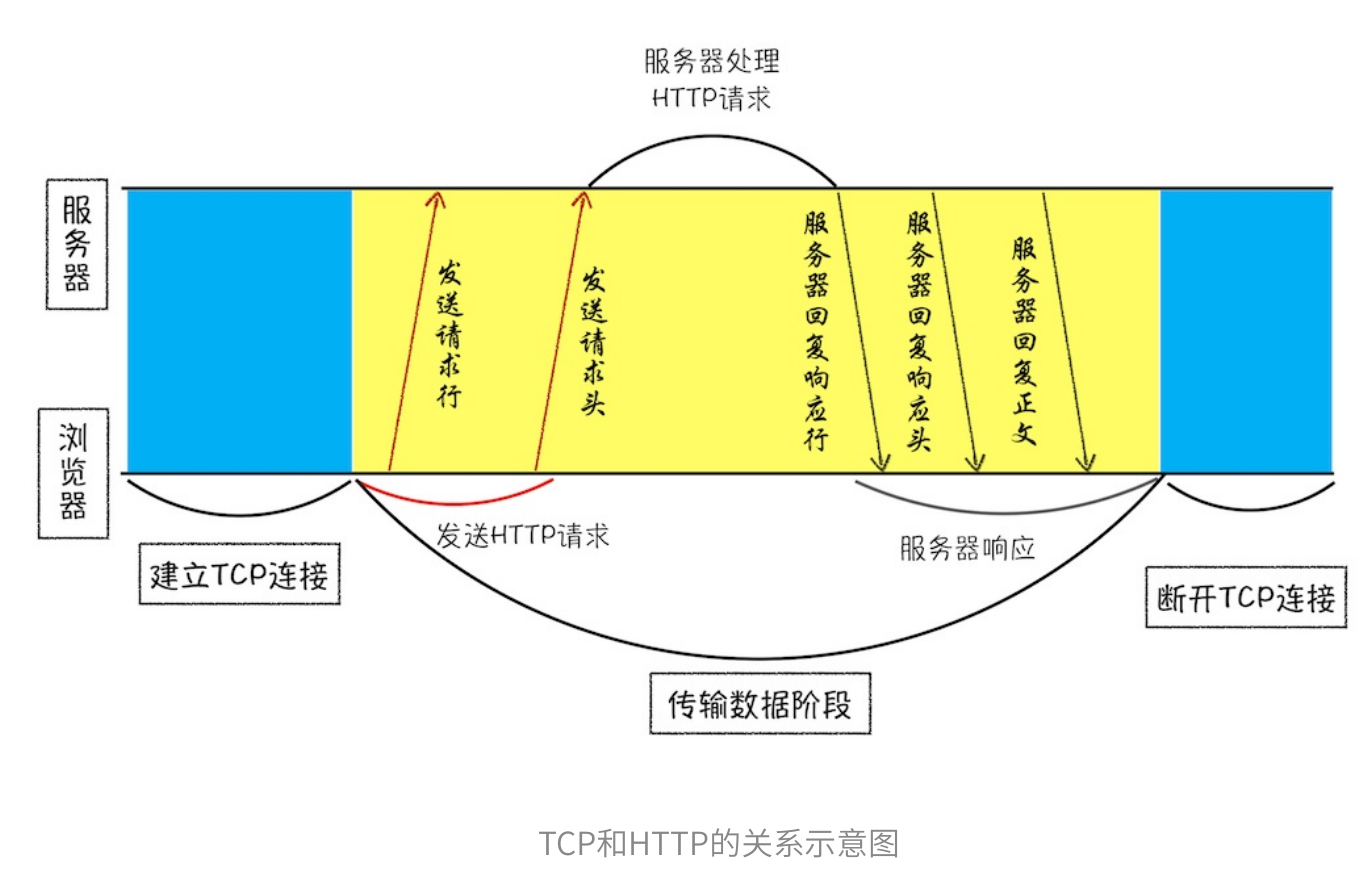 服务器处理
HTTP请求
服务器
浏览器
发送请求行
发送请求头
服务器回复响应行
服务器回复响应头
服务器回复正文
发送HTTP请求
服务器响应
建立TCP连接
断开TCP连接
传输数据阶段
TCP和HTTP的关系示意图